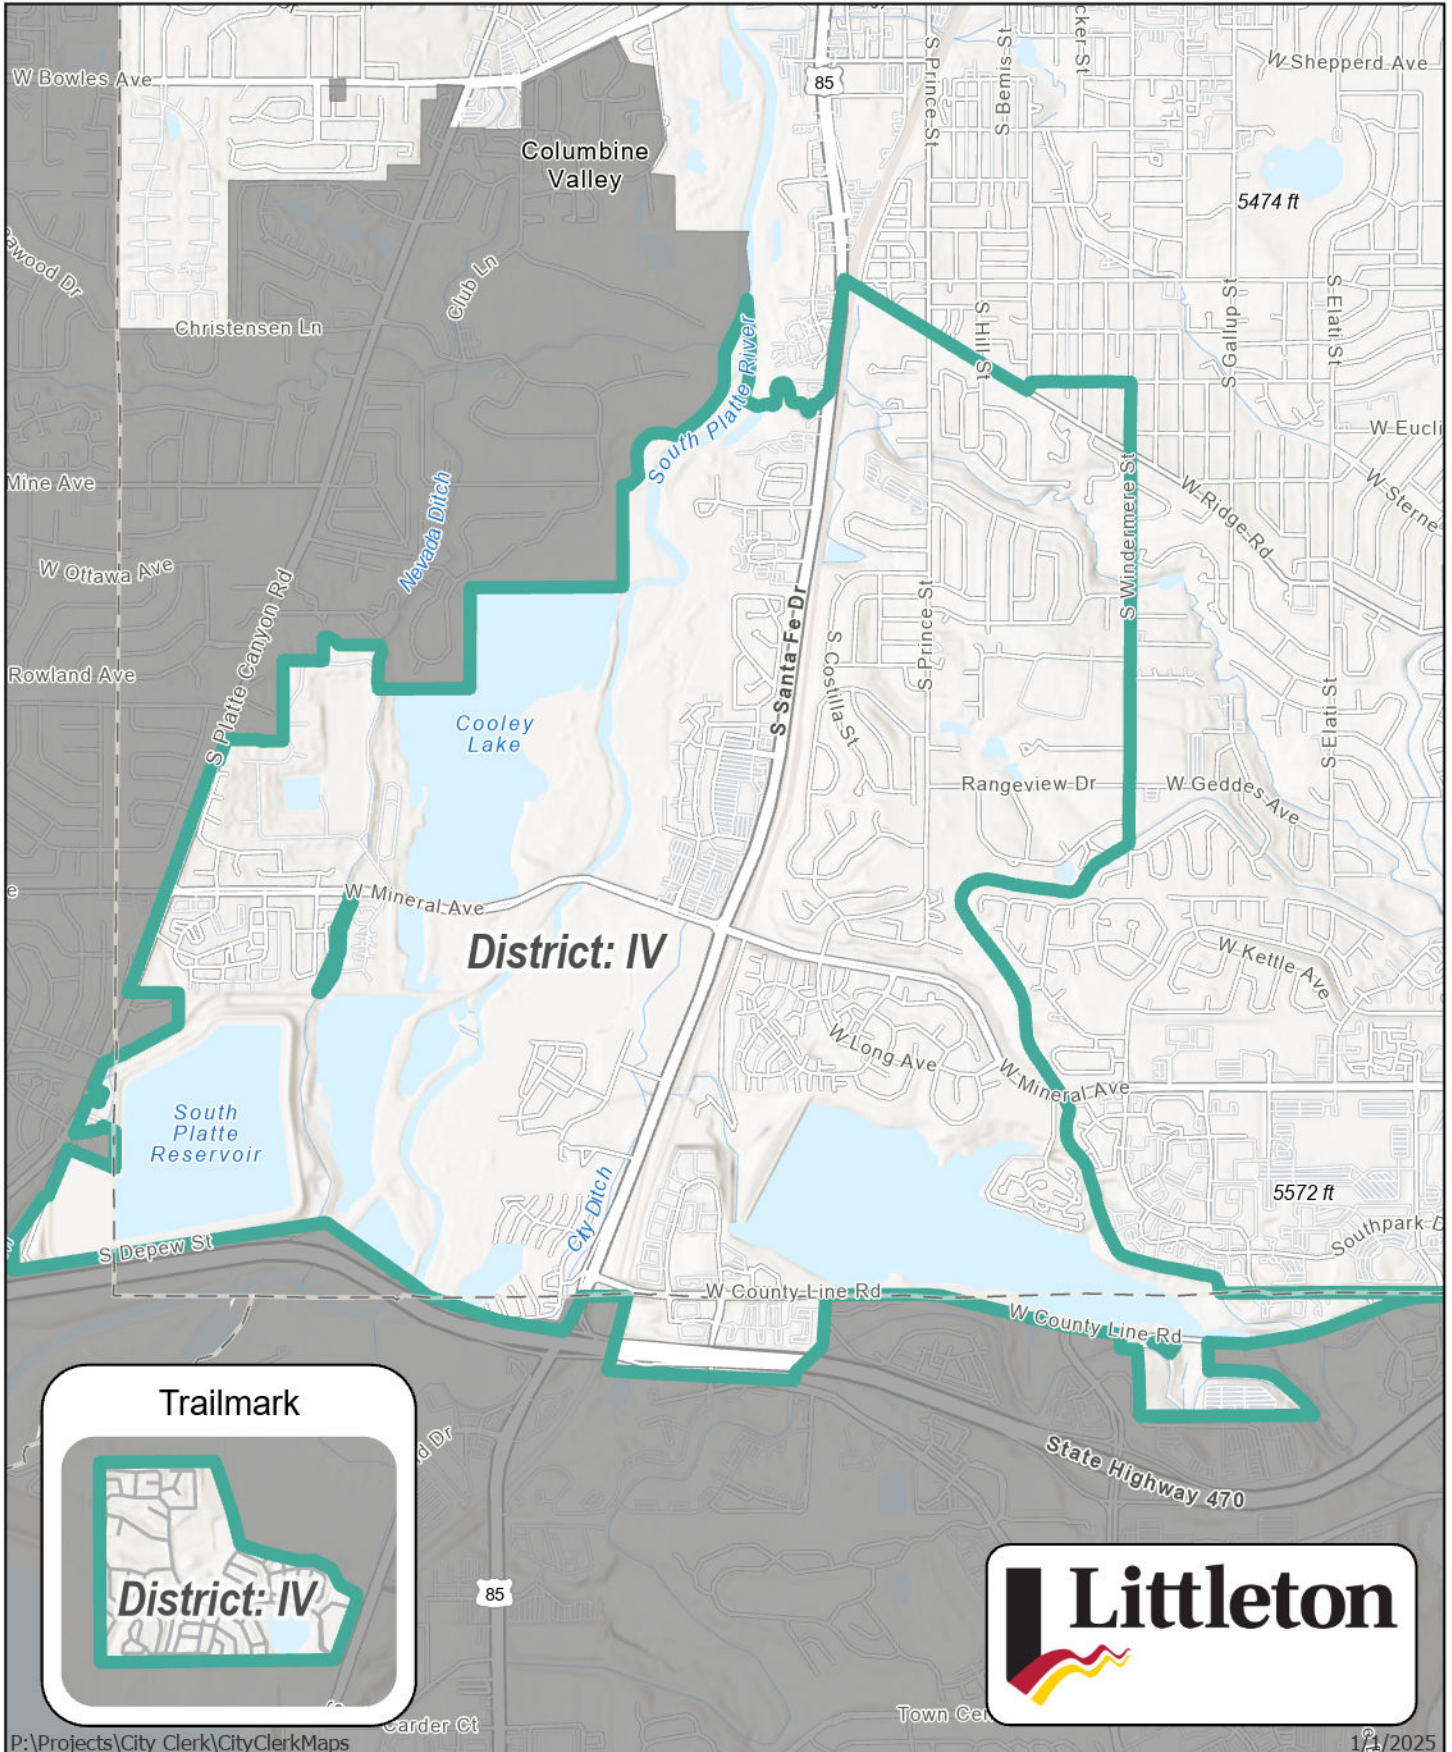 W Bowles Ave
85
S Prince St
S Bemis St
W Shepperd Ave
Columbine
Valley
5474 ft
Club Ln
Christensen Ln
S Hill St
S Gallup St
S Elati St
South Platte River
W Eucli
Mine Ave
Nevada Ditch
W Sterne
W Ridge Rd
W Ottawa Ave
S Windermere St
S Platte Canyon Rd
S Santa Fe Dr
S Prince St
S Costilla St
Rowland Ave
S Elati St
Cooley
Lake
Rangeview Dr
W Geddes Ave
W Mineral Ave
District: IV
W Kettle Ave
W Long Ave
W Mineral Ave
South
Platte
Reservoir
City Ditch
5572 ft
Southpark D
S Depew St
W County Line Rd
W County Line Rd
Trailmark
District: IV
rd Dr
State Highway 470
85
Littleton
Carder Ct
Town Cen
P:\Projects\City Clerk\CityClerkMaps
1/1/2025